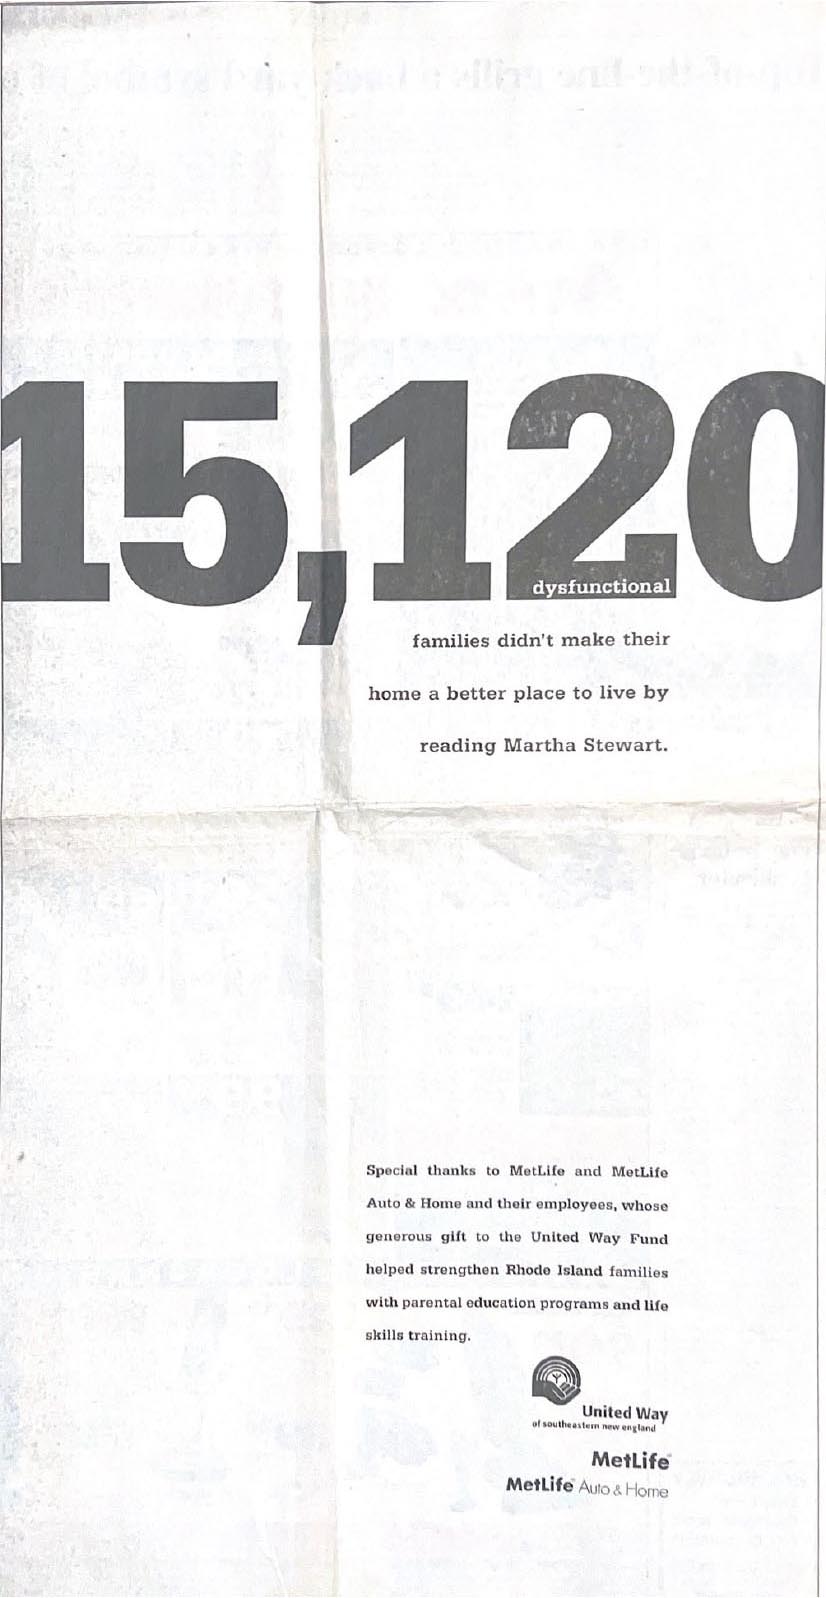 15,120
dysfunctional
families didn't make their
home a better place to live by
reading Martha Stewart.
Special thanks to MetLife and MetLife
Auto & Home and their employees, whose
generous gift to the United Way Fund
helped strengthen Rhode Island families
with parental education programs and life
skills training.
United Way
of southeastern new england
MetLife
MetLife Auto & Home